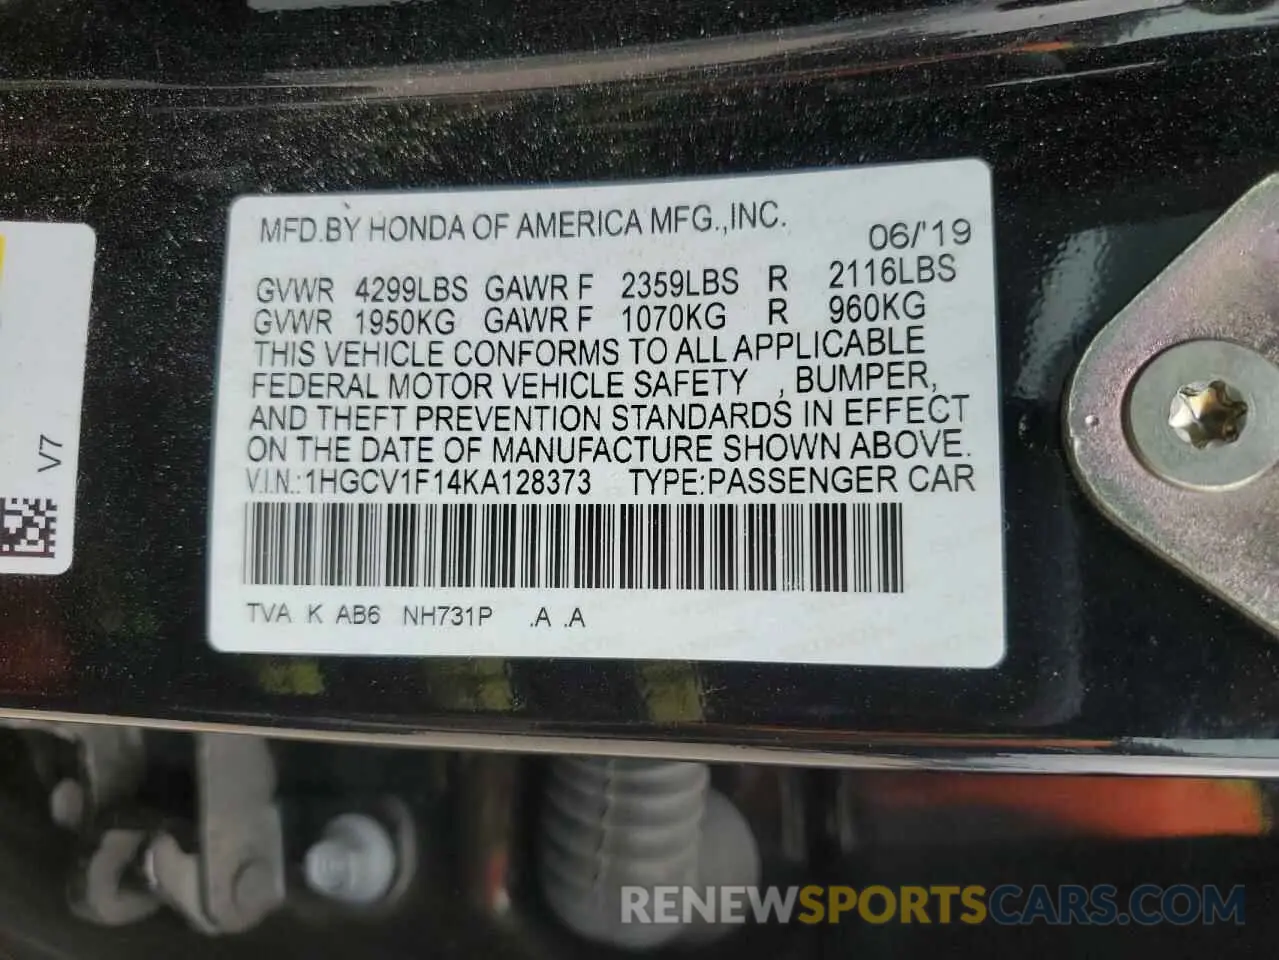 MFD.BY HONDA OF AMERICA MFG.,INC. 06/'19
GVWR 4299LBS GAWR F 2359LBS R 2116LBS
GVWR 1950KG GAWR F 1070KG R 960KG
THIS VEHICLE CONFORMS TO ALL APPLICABLE
FEDERAL MOTOR VEHICLE SAFETY , BUMPER,
AND THEFT PREVENTION STANDARDS IN EFFECT
ON THE DATE OF MANUFACTURE SHOWN ABOVE.
V.I.N.:1HGCV1F14KA128373 TYPE:PASSENGER CAR
TVA K AB6 NH731P .A .A
V7
RENEWSPORTSCARS.COM